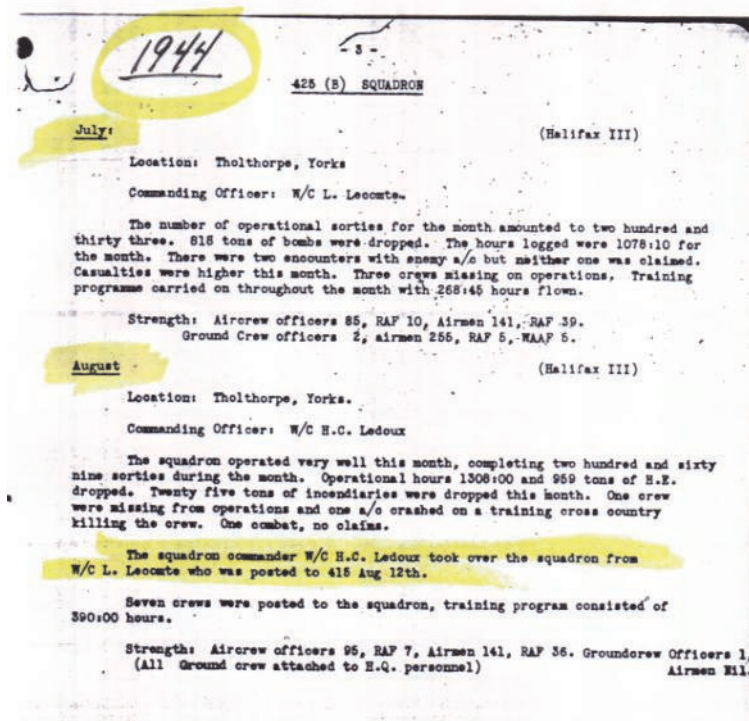 1944
- 3 -
425 (B) SQUADRON
July: (Halifax III)
Location: Tholthorpe, Yorks
Commanding Officer: W/C L. Lecomte.
The number of operational sorties for the month amounted to two hundred and
thirty three. 818 tons of bombs were dropped. The hours logged were 1078:10 for
the month. There were two encounters with enemy a/c but neither one was claimed.
Casualties were higher this month. Three crews missing on operations. Training
programme carried on throughout the month with 268:45 hours flown.
Strength: Aircrew officers 85, RAF 10, Airmen 141, RAF 39.
Ground Crew officers 2, airmen 255, RAF 5, WAAF 5.
August (Halifax III)
Location: Tholthorpe, Yorks.
Commanding Officer: W/C H.C. Ledoux
The squadron operated very well this month, completing two hundred and sixty
nine sorties during the month. Operational hours 1308:00 and 959 tons of H.E.
dropped. Twenty five tons of incendiaries were dropped this month. One crew
were missing from operations and one a/c crashed on a training cross country
killing the crew. One combat, no claims.
The squadron commander W/C H.C. Ledoux took over the squadron from
W/C L. Lecomte who was posted to 415 Aug 12th.
Seven crews were posted to the squadron, training program consisted of
390:00 hours.
Strength: Aircrew officers 95, RAF 7, Airmen 141, RAF 36. Groundcrew Officers 1,
(All Ground crew attached to H.Q. personnel) Airmen Nil.